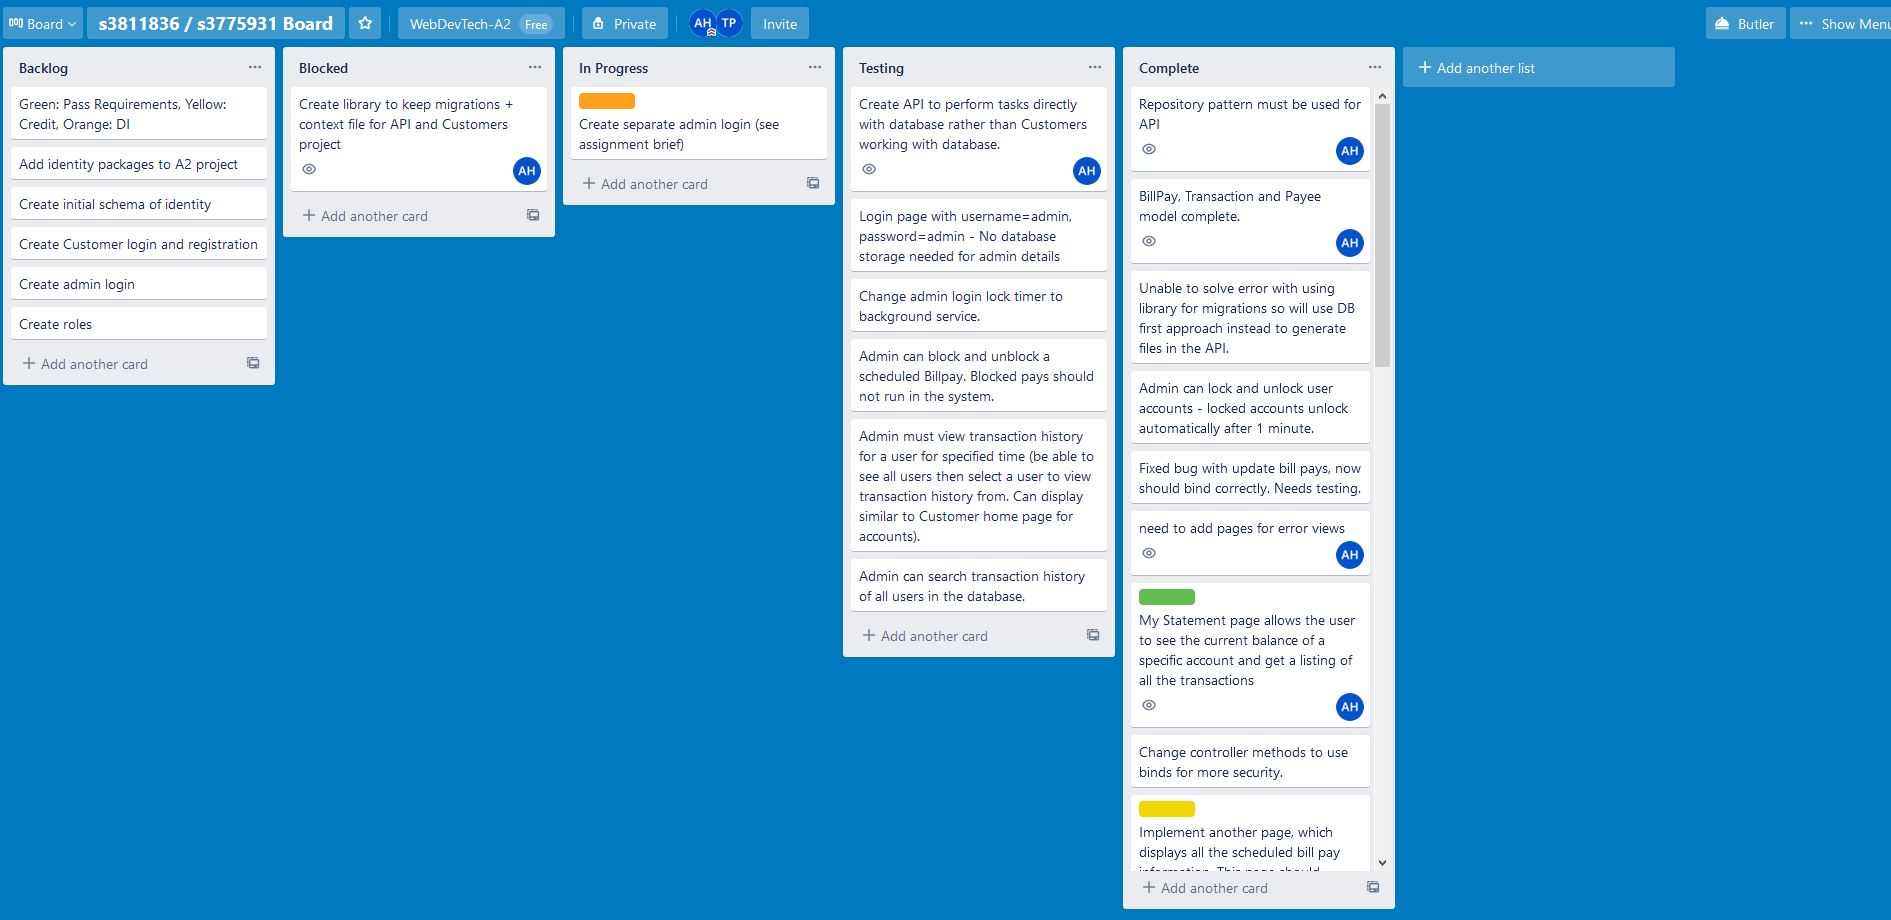 Board
s3811836 / s3775931 Board
WebDevTech-A2 Free
Private
AH TP
Invite
Butler
Show Menu
Backlog
Green: Pass Requirements, Yellow:
Credit, Orange: DI
Add identity packages to A2 project
Create initial schema of identity
Create Customer login and registration
Create admin login
Create roles
Add another card
Blocked
Create library to keep migrations +
context file for API and Customers
project
AH
Add another card
In Progress
Create separate admin login (see
assignment brief)
Add another card
Testing
Create API to perform tasks directly
with database rather than Customers
working with database.
AH
Login page with username=admin,
password=admin - No database
storage needed for admin details
Change admin login lock timer to
background service.
Admin can block and unblock a
scheduled Billpay. Blocked pays should
not run in the system.
Admin must view transaction history
for a user for specified time (be able to
see all users then select a user to view
transaction history from. Can display
similar to Customer home page for
accounts).
Admin can search transaction history
of all users in the database.
Add another card
Complete
Repository pattern must be used for
API
AH
BillPay, Transaction and Payee
model complete.
AH
Unable to solve error with using
library for migrations so will use DB
first approach instead to generate
files in the API.
Admin can lock and unlock user
accounts - locked accounts unlock
automatically after 1 minute.
Fixed bug with update bill pays, now
should bind correctly. Needs testing.
need to add pages for error views
AH
My Statement page allows the user
to see the current balance of a
specific account and get a listing of
all the transactions
AH
Change controller methods to use
binds for more security.
Implement another page, which
displays all the scheduled bill pay
information. This page should
Add another card
Add another list